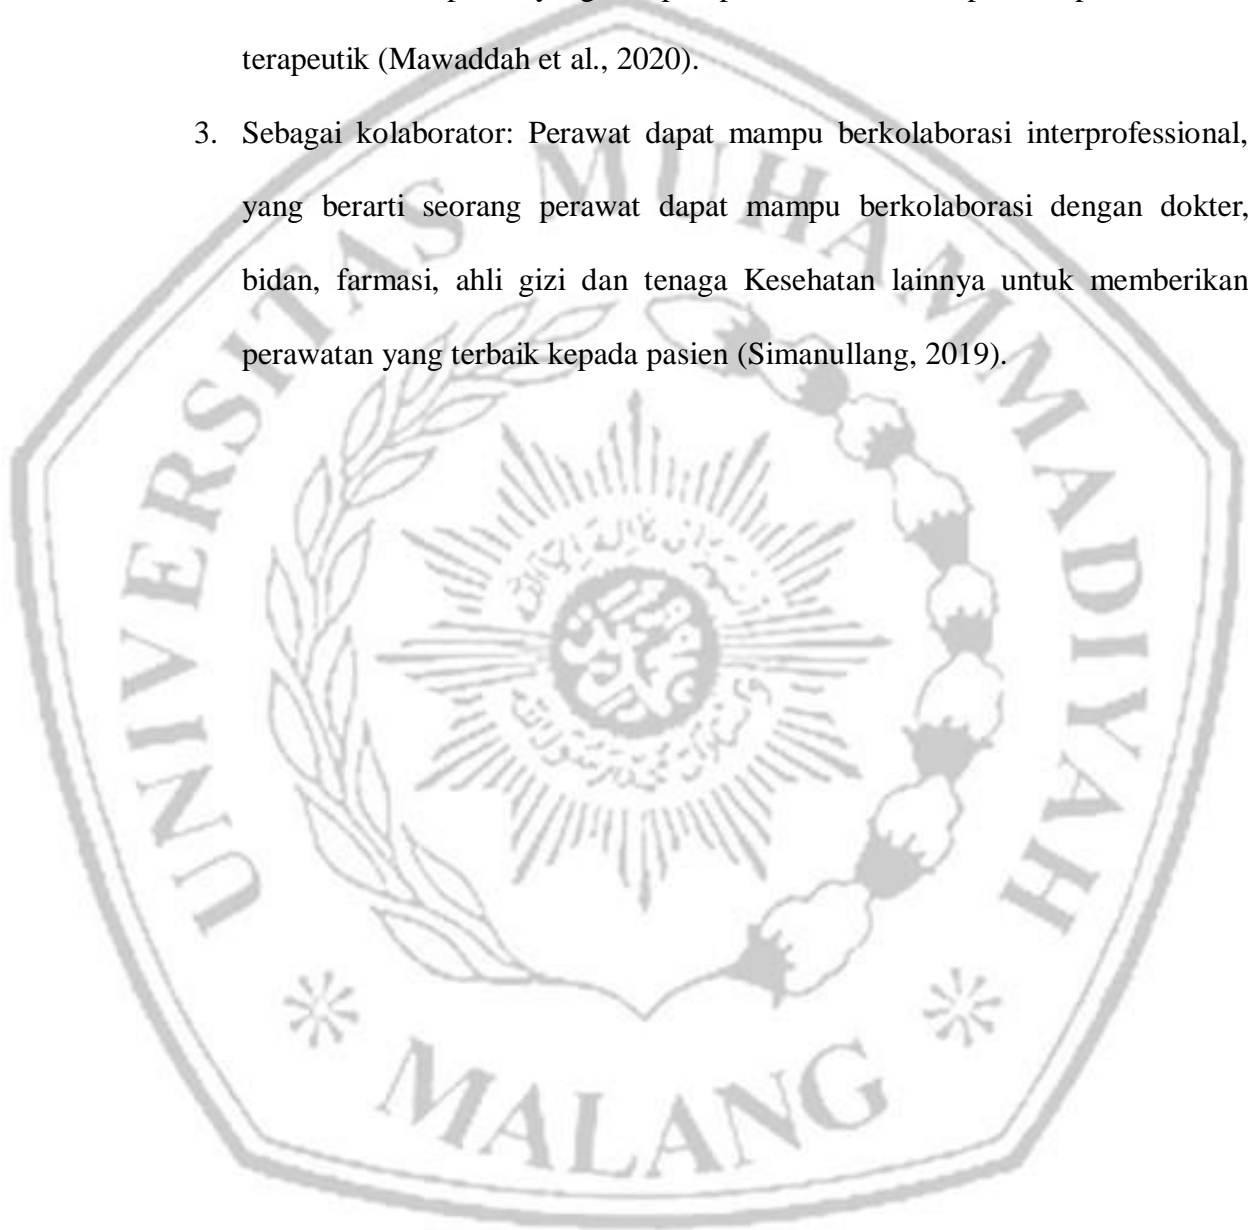 terapeutik (Mawaddah et al., 2020).
3. Sebagai kolaborator: Perawat dapat mampu berkolaborasi interprofessional,
yang berarti seorang perawat dapat mampu berkolaborasi dengan dokter,
bidan, farmasi, ahli gizi dan tenaga Kesehatan lainnya untuk memberikan
perawatan yang terbaik kepada pasien (Simanullang, 2019).
UNIVERSITAS MUHAMMADIYAH
MALANG